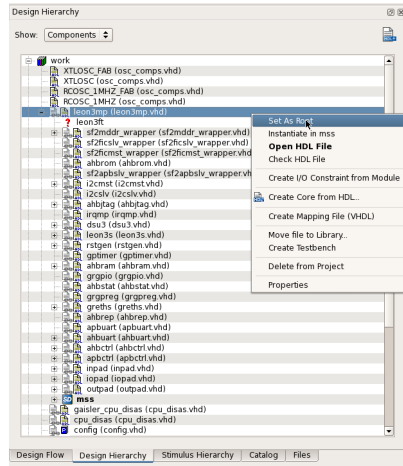 Design Hierarchy
Show: Components
work
XTLOSC_FAB (osc_comps.vhd)
XTLOSC (osc_comps.vhd)
RCOSC_1MHZ_FAB (osc_comps.vhd)
RCOSC_1MHZ (osc_comps.vhd)
leon3mp (leon3mp.vhd)
? leon3ft
sf2mddr_wrapper (sf2mddr_wrapper.vhd)
sf2ficslv_wrapper (sf2ficslv_wrapper.vhd)
sf2ficmst_wrapper (sf2ficmst_wrapper.vhd
ahbrom (ahbrom.vhd)
sf2apbslv_wrapper (sf2apbslv_wrapper.vh
i2cmst (i2cmst.vhd)
i2cslv (i2cslv.vhd)
ahbjtag (ahbjtag.vhd)
irqmp (irqmp.vhd)
dsu3 (dsu3.vhd)
leon3s (leon3s.vhd)
rstgen (rstgen.vhd)
gptimer (gptimer.vhd)
ahbram (ahbram.vhd)
grgpio (grgpio.vhd)
ahbstat (ahbstat.vhd)
grgpreg (grgpreg.vhd)
greths (greths.vhd)
ahbrep (ahbrep.vhd)
apbuart (apbuart.vhd)
ahbuart (ahbuart.vhd)
ahbctrl (ahbctrl.vhd)
apbctrl (apbctrl.vhd)
inpad (inpad.vhd)
iopad (iopad.vhd)
outpad (outpad.vhd)
SD mss
gaisler_cpu_disas (cpu_disas.vhd)
cpu_disas (cpu_disas.vhd)
config (config.vhd)
Set As Root
Instantiate in mss
Open HDL File
Check HDL File
Create I/O Constraint from Module
Create Core from HDL...
Create Mapping File (VHDL)
Move file to Library...
Create Testbench
Delete from Project
Properties
Design Flow Design Hierarchy Stimulus Hierarchy Catalog Files